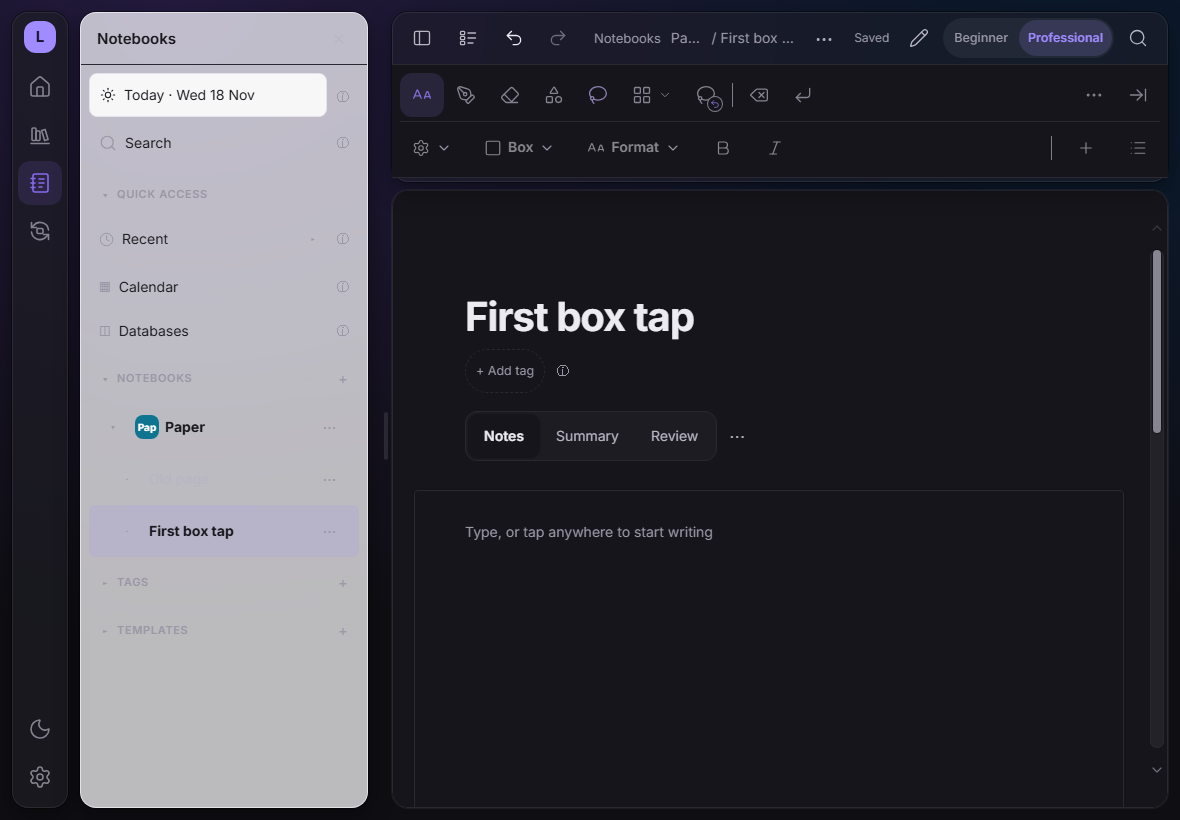 L
Notebooks
Today · Wed 18 Nov
Search
QUICK ACCESS
Recent
Calendar
Databases
NOTEBOOKS
Pap Paper
Old page
First box tap
TAGS
TEMPLATES
Notebooks Pa... / First box ... Saved Beginner Professional
AA
Box AA Format B I
First box tap
+ Add tag
Notes Summary Review
Type, or tap anywhere to start writing